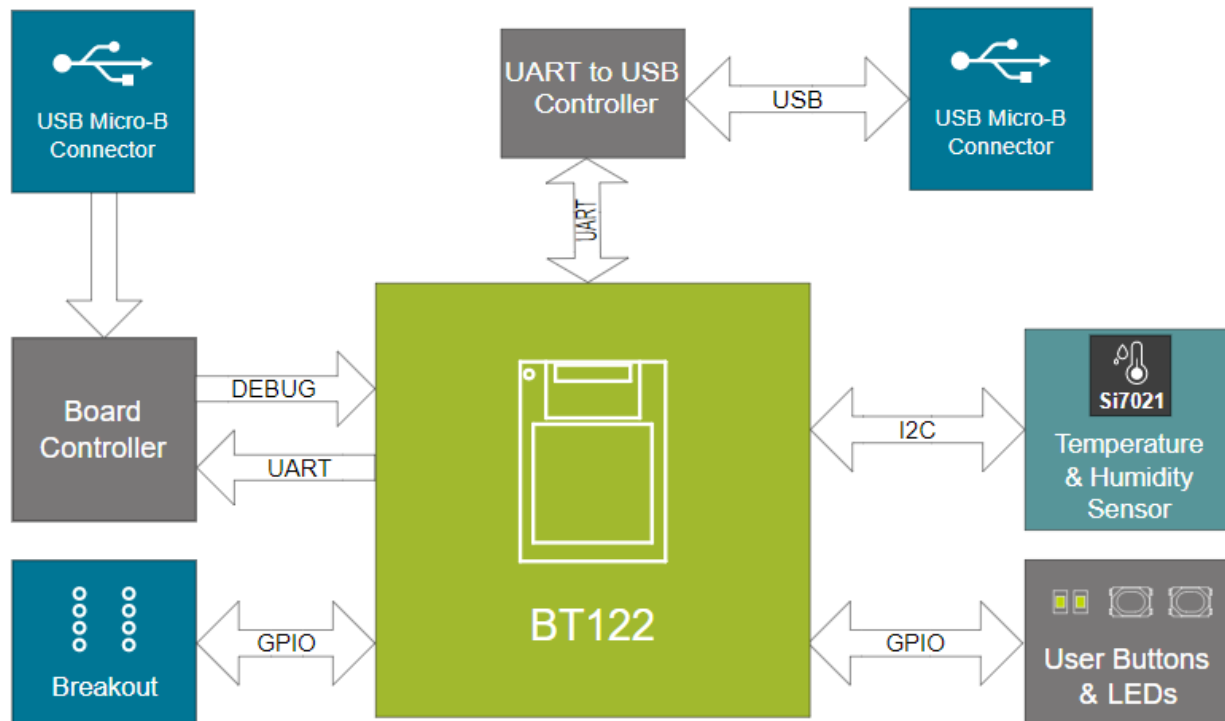 USB Micro-B
Connector
UART to USB
Controller
USB
USB Micro-B
Connector
UART
Board
Controller
DEBUG
UART
Si7021
I2C
Temperature
& Humidity
Sensor
BT122
Breakout
GPIO
GPIO
User Buttons
& LEDs